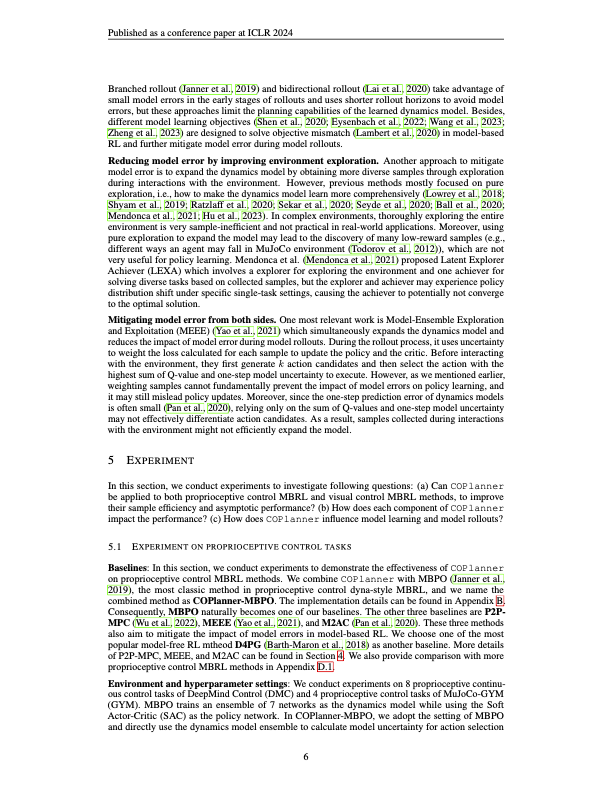 Published as a conference paper at ICLR 2024
Branched rollout (Janner et al., 2019) and bidirectional rollout (Lai et al., 2020) take advantage of
small model errors in the early stages of rollouts and uses shorter rollout horizons to avoid model
errors, but these approaches limit the planning capabilities of the learned dynamics model. Besides,
different model learning objectives (Shen et al., 2020; Eysenbach et al., 2022; Wang et al., 2023;
Zheng et al., 2023) are designed to solve objective mismatch (Lambert et al., 2020) in model-based
RL and further mitigate model error during model rollouts.
Reducing model error by improving environment exploration. Another approach to mitigate
model error is to expand the dynamics model by obtaining more diverse samples through exploration
during interactions with the environment. However, previous methods mostly focused on pure
exploration, i.e., how to make the dynamics model learn more comprehensively (Lowrey et al., 2018;
Shyam et al., 2019; Ratzlaff et al., 2020; Sekar et al., 2020; Seyde et al., 2020; Ball et al., 2020;
Mendonca et al., 2021; Hu et al., 2023). In complex environments, thoroughly exploring the entire
environment is very sample-inefficient and not practical in real-world applications. Moreover, using
pure exploration to expand the model may lead to the discovery of many low-reward samples (e.g.,
different ways an agent may fall in MuJoCo environment (Todorov et al., 2012)), which are not
very useful for policy learning. Mendonca et al. (Mendonca et al., 2021) proposed Latent Explorer
Achiever (LEXA) which involves a explorer for exploring the environment and one achiever for
solving diverse tasks based on collected samples, but the explorer and achiever may experience policy
distribution shift under specific single-task settings, causing the achiever to potentially not converge
to the optimal solution.
Mitigating model error from both sides. One most relevant work is Model-Ensemble Exploration
and Exploitation (MEEE) (Yao et al., 2021) which simultaneously expands the dynamics model and
reduces the impact of model error during model rollouts. During the rollout process, it uses uncertainty
to weight the loss calculated for each sample to update the policy and the critic. Before interacting
with the environment, they first generate k action candidates and then select the action with the
highest sum of Q-value and one-step model uncertainty to execute. However, as we mentioned earlier,
weighting samples cannot fundamentally prevent the impact of model errors on policy learning, and
it may still mislead policy updates. Moreover, since the one-step prediction error of dynamics models
is often small (Pan et al., 2020), relying only on the sum of Q-values and one-step model uncertainty
may not effectively differentiate action candidates. As a result, samples collected during interactions
with the environment might not efficiently expand the model.
5 EXPERIMENT
In this section, we conduct experiments to investigate following questions: (a) Can COPlanner
be applied to both proprioceptive control MBRL and visual control MBRL methods, to improve
their sample efficiency and asymptotic performance? (b) How does each component of COPlanner
impact the performance? (c) How does COPlanner influence model learning and model rollouts?
5.1 EXPERIMENT ON PROPRIOCEPTIVE CONTROL TASKS
Baselines: In this section, we conduct experiments to demonstrate the effectiveness of COPlanner
on proprioceptive control MBRL methods. We combine COPlanner with MBPO (Janner et al.,
2019), the most classic method in proprioceptive control dyna-style MBRL, and we name the
combined method as COPlanner-MBPO. The implementation details can be found in Appendix B.
Consequently, MBPO naturally becomes one of our baselines. The other three baselines are P2P-
MPC (Wu et al., 2022), MEEE (Yao et al., 2021), and M2AC (Pan et al., 2020). These three methods
also aim to mitigate the impact of model errors in model-based RL. We choose one of the most
popular model-free RL mtheod D4PG (Barth-Maron et al., 2018) as another baseline. More details
of P2P-MPC, MEEE, and M2AC can be found in Section 4. We also provide comparison with more
proprioceptive control MBRL methods in Appendix D.1.
Environment and hyperparameter settings: We conduct experiments on 8 proprioceptive continu-
ous control tasks of DeepMind Control (DMC) and 4 proprioceptive control tasks of MuJoCo-GYM
(GYM). MBPO trains an ensemble of 7 networks as the dynamics model while using the Soft
Actor-Critic (SAC) as the policy network. In COPlanner-MBPO, we adopt the setting of MBPO
and directly use the dynamics model ensemble to calculate model uncertainty for action selection
6